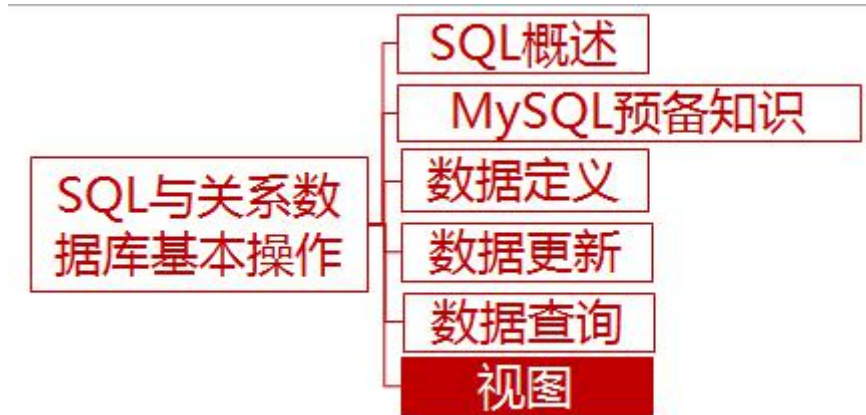 SQL概述
MySQL预备知识
数据定义
SQL与关系数
据库基本操作
数据更新
数据查询
视图